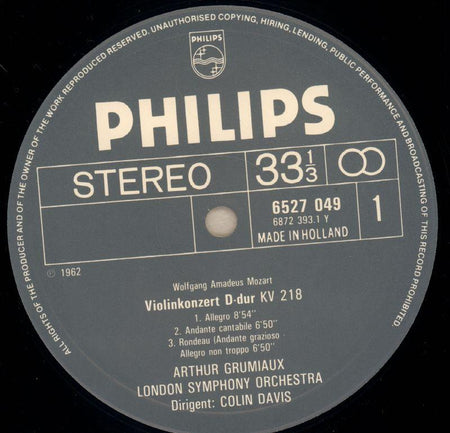 ALL RIGHTS OF THE PRODUCER AND OF THE OWNER OF THE WORK REPRODUCED RESERVED. UNAUTHORISED COPYING, HIRING, LENDING, PUBLIC PERFORMANCE AND BROADCASTING OF THIS RECORD PROHIBITED
PHILIPS
PHILIPS
STEREO
33 1/3
6527 049
6872 393.1 Y
MADE IN HOLLAND
1
℗ 1962
Wolfgang Amadeus Mozart
Violinkonzert D-dur KV 218
1. Allegro 8'54"
2. Andante cantabile 6'50"
3. Rondeau (Andante grazioso
Allegro non troppo 6'50"
ARTHUR GRUMIAUX
LONDON SYMPHONY ORCHESTRA
Dirigent: COLIN DAVIS